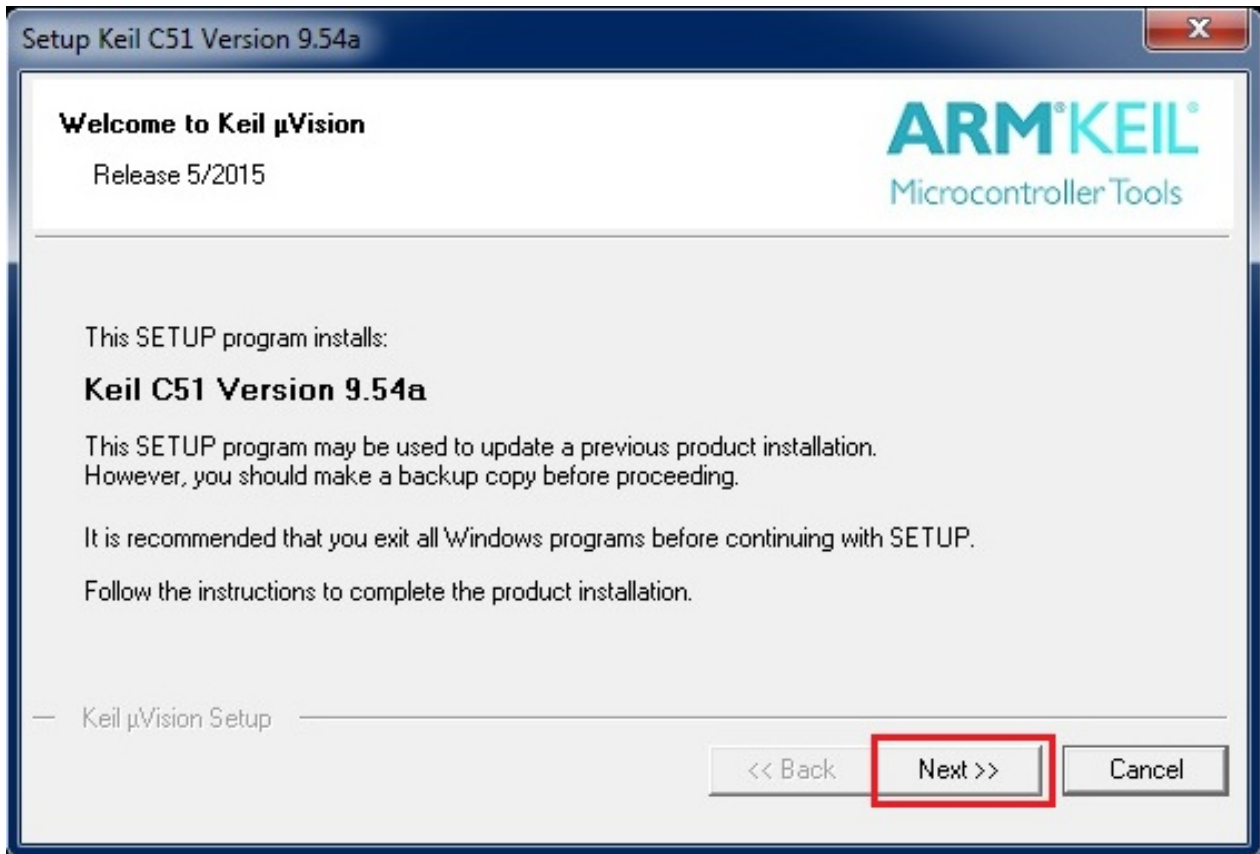 Setup Keil C51 Version 9.54a
Welcome to Keil µVision
Release 5/2015
ARM®KEIL®
Microcontroller Tools
This SETUP program installs:
Keil C51 Version 9.54a
This SETUP program may be used to update a previous product installation.
However, you should make a backup copy before proceeding.
It is recommended that you exit all Windows programs before continuing with SETUP.
Follow the instructions to complete the product installation.
Keil µVision Setup
<< Back Next >> Cancel